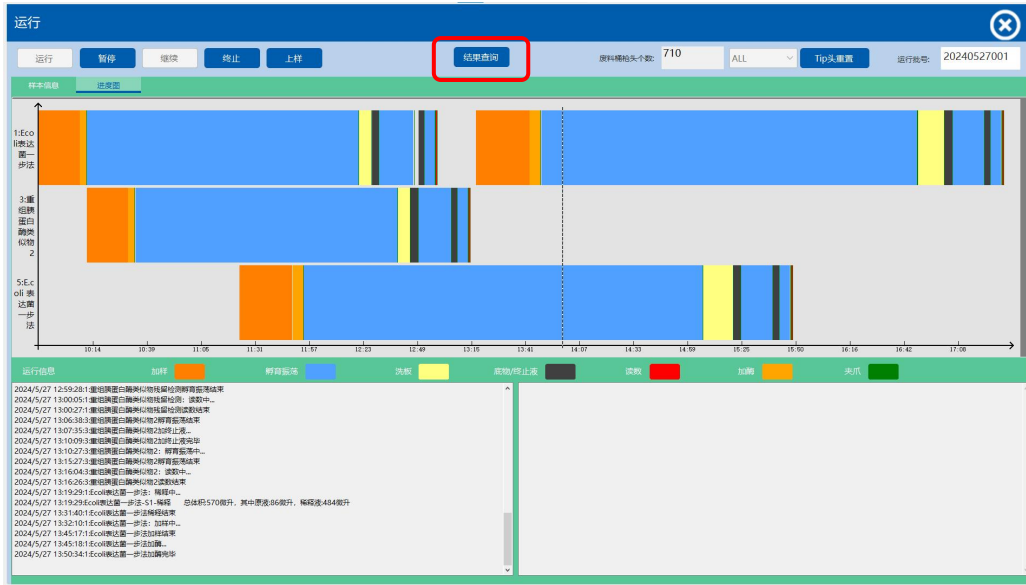 运行
运行 暂停 继续 终止 上样 结果查询 废料桶枪头个数: 710 ALL Tip头重置 运行批号: 20240527001
样本信息 进度图
1:Eco
li表达
菌一
步法
3:重
组胰
蛋白
酶类
似物
2
5:E.c
oli 表
达菌
一步
法
10:14 10:39 11:05 11:31 11:57 12:23 12:49 13:15 13:41 14:07 14:33 14:59 15:25 15:50 16:16 16:42 17:08
运行信息 加样 孵育振荡 洗板 底物/终止液 读数 加酶 夹爪
2024/5/27 12:59:28:1:重组胰蛋白酶类似物残留检测孵育振荡结束
2024/5/27 13:00:05:1:重组胰蛋白酶类似物残留检测：读数中...
2024/5/27 13:00:27:1:重组胰蛋白酶类似物残留检测读数结束
2024/5/27 13:06:38:3:重组胰蛋白酶类似物2孵育振荡结束
2024/5/27 13:07:35:3:重组胰蛋白酶类似物2加终止液...
2024/5/27 13:10:09:3:重组胰蛋白酶类似物2加终止液完毕
2024/5/27 13:10:27:3:重组胰蛋白酶类似物2：孵育振荡中...
2024/5/27 13:15:27:3:重组胰蛋白酶类似物2孵育振荡结束
2024/5/27 13:16:04:3:重组胰蛋白酶类似物2：读数中...
2024/5/27 13:16:26:3:重组胰蛋白酶类似物2读数结束
2024/5/27 13:19:29:1:Ecoli表达菌一步法：稀释中...
2024/5/27 13:19:29:Ecoli表达菌一步法-S1-稀释 总体积:570微升，其中原液:86微升，稀释液:484微升
2024/5/27 13:31:40:1:Ecoli表达菌一步法稀释结束
2024/5/27 13:32:10:1:Ecoli表达菌一步法：加样中...
2024/5/27 13:45:17:1:Ecoli表达菌一步法加样结束
2024/5/27 13:45:18:1:Ecoli表达菌一步法加酶...
2024/5/27 13:50:34:1:Ecoli表达菌一步法加酶完毕